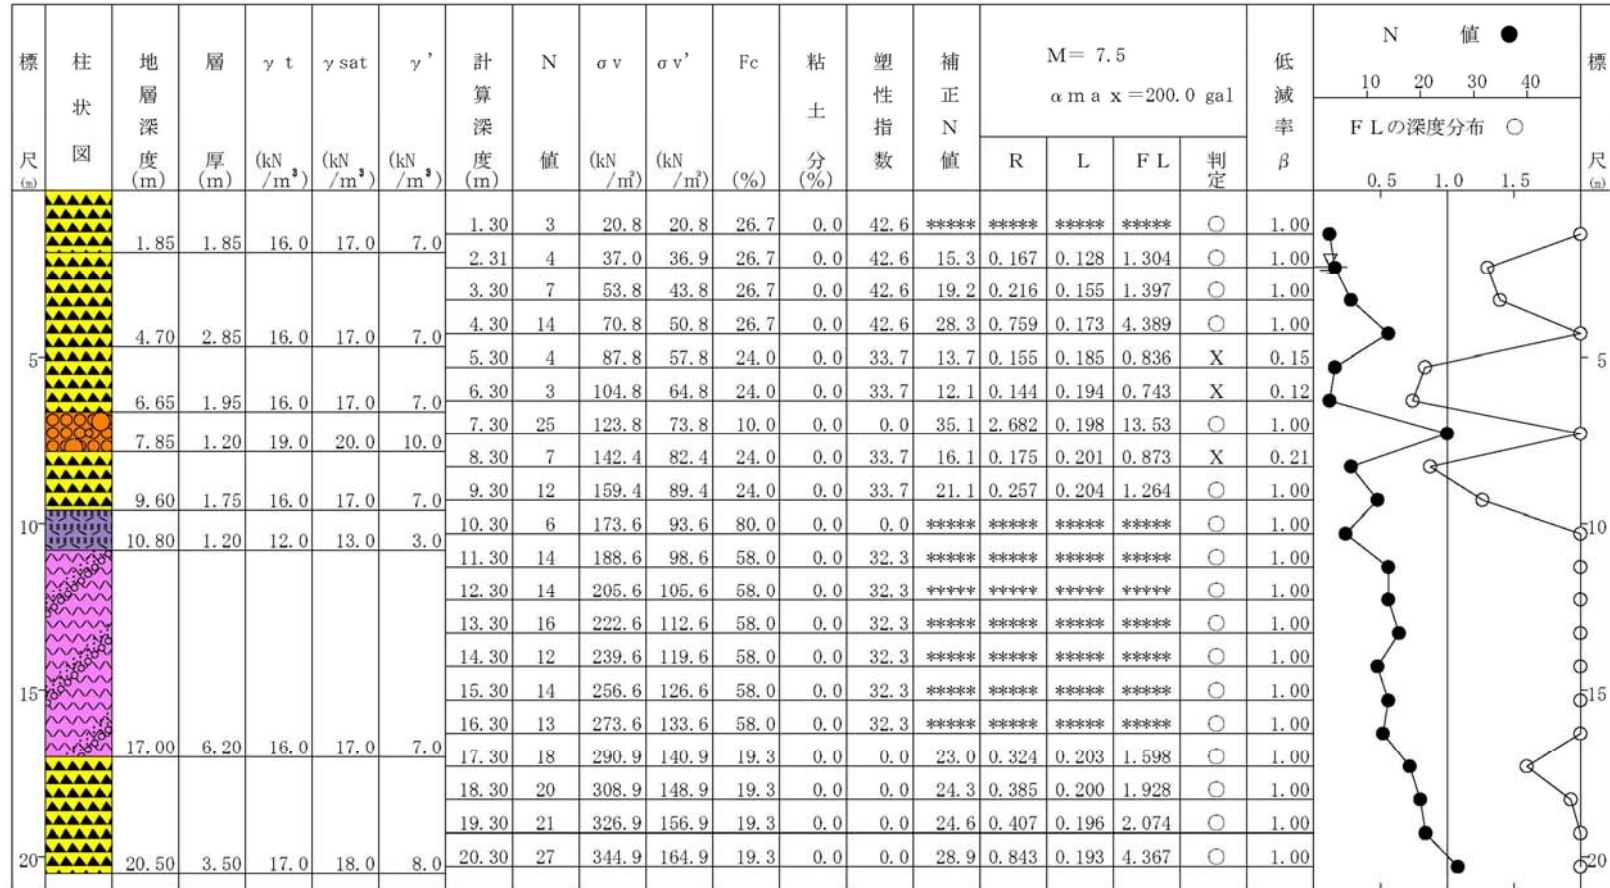 標尺(m) 柱状図 地層深度(m) 層厚(m) γt(kN/m³) γsat(kN/m³) γ'(kN/m³) 計算深度(m) N値 σv(kN/㎡) σv'(kN/㎡) Fc(%) 粘土分(%) 塑性指数 補正N値 M= 7.5 低減率β N 値 ● 標尺(m)
αmax=200.0 gal
10 20 30 40
FLの深度分布 ○
R L FL 判定
0.5 1.0 1.5
1.30 3 20.8 20.8 26.7 0.0 42.6 ***** ***** ***** ***** ○ 1.00
1.85 1.85 16.0 17.0 7.0
2.31 4 37.0 36.9 26.7 0.0 42.6 15.3 0.167 0.128 1.304 ○ 1.00
3.30 7 53.8 43.8 26.7 0.0 42.6 19.2 0.216 0.155 1.397 ○ 1.00
4.30 14 70.8 50.8 26.7 0.0 42.6 28.3 0.759 0.173 4.389 ○ 1.00
4.70 2.85 16.0 17.0 7.0
5 5.30 4 87.8 57.8 24.0 0.0 33.7 13.7 0.155 0.185 0.836 X 0.15 5
6.30 3 104.8 64.8 24.0 0.0 33.7 12.1 0.144 0.194 0.743 X 0.12
6.65 1.95 16.0 17.0 7.0
7.30 25 123.8 73.8 10.0 0.0 0.0 35.1 2.682 0.198 13.53 ○ 1.00
7.85 1.20 19.0 20.0 10.0
8.30 7 142.4 82.4 24.0 0.0 33.7 16.1 0.175 0.201 0.873 X 0.21
9.30 12 159.4 89.4 24.0 0.0 33.7 21.1 0.257 0.204 1.264 ○ 1.00
9.60 1.75 16.0 17.0 7.0
10 10.30 6 173.6 93.6 80.0 0.0 0.0 ***** ***** ***** ***** ○ 1.00 10
10.80 1.20 12.0 13.0 3.0
11.30 14 188.6 98.6 58.0 0.0 32.3 ***** ***** ***** ***** ○ 1.00
12.30 14 205.6 105.6 58.0 0.0 32.3 ***** ***** ***** ***** ○ 1.00
13.30 16 222.6 112.6 58.0 0.0 32.3 ***** ***** ***** ***** ○ 1.00
14.30 12 239.6 119.6 58.0 0.0 32.3 ***** ***** ***** ***** ○ 1.00
15 15.30 14 256.6 126.6 58.0 0.0 32.3 ***** ***** ***** ***** ○ 1.00 15
16.30 13 273.6 133.6 58.0 0.0 32.3 ***** ***** ***** ***** ○ 1.00
17.00 6.20 16.0 17.0 7.0
17.30 18 290.9 140.9 19.3 0.0 0.0 23.0 0.324 0.203 1.598 ○ 1.00
18.30 20 308.9 148.9 19.3 0.0 0.0 24.3 0.385 0.200 1.928 ○ 1.00
19.30 21 326.9 156.9 19.3 0.0 0.0 24.6 0.407 0.196 2.074 ○ 1.00
20 20.30 27 344.9 164.9 19.3 0.0 0.0 28.9 0.843 0.193 4.367 ○ 1.00 20
20.50 3.50 17.0 18.0 8.0